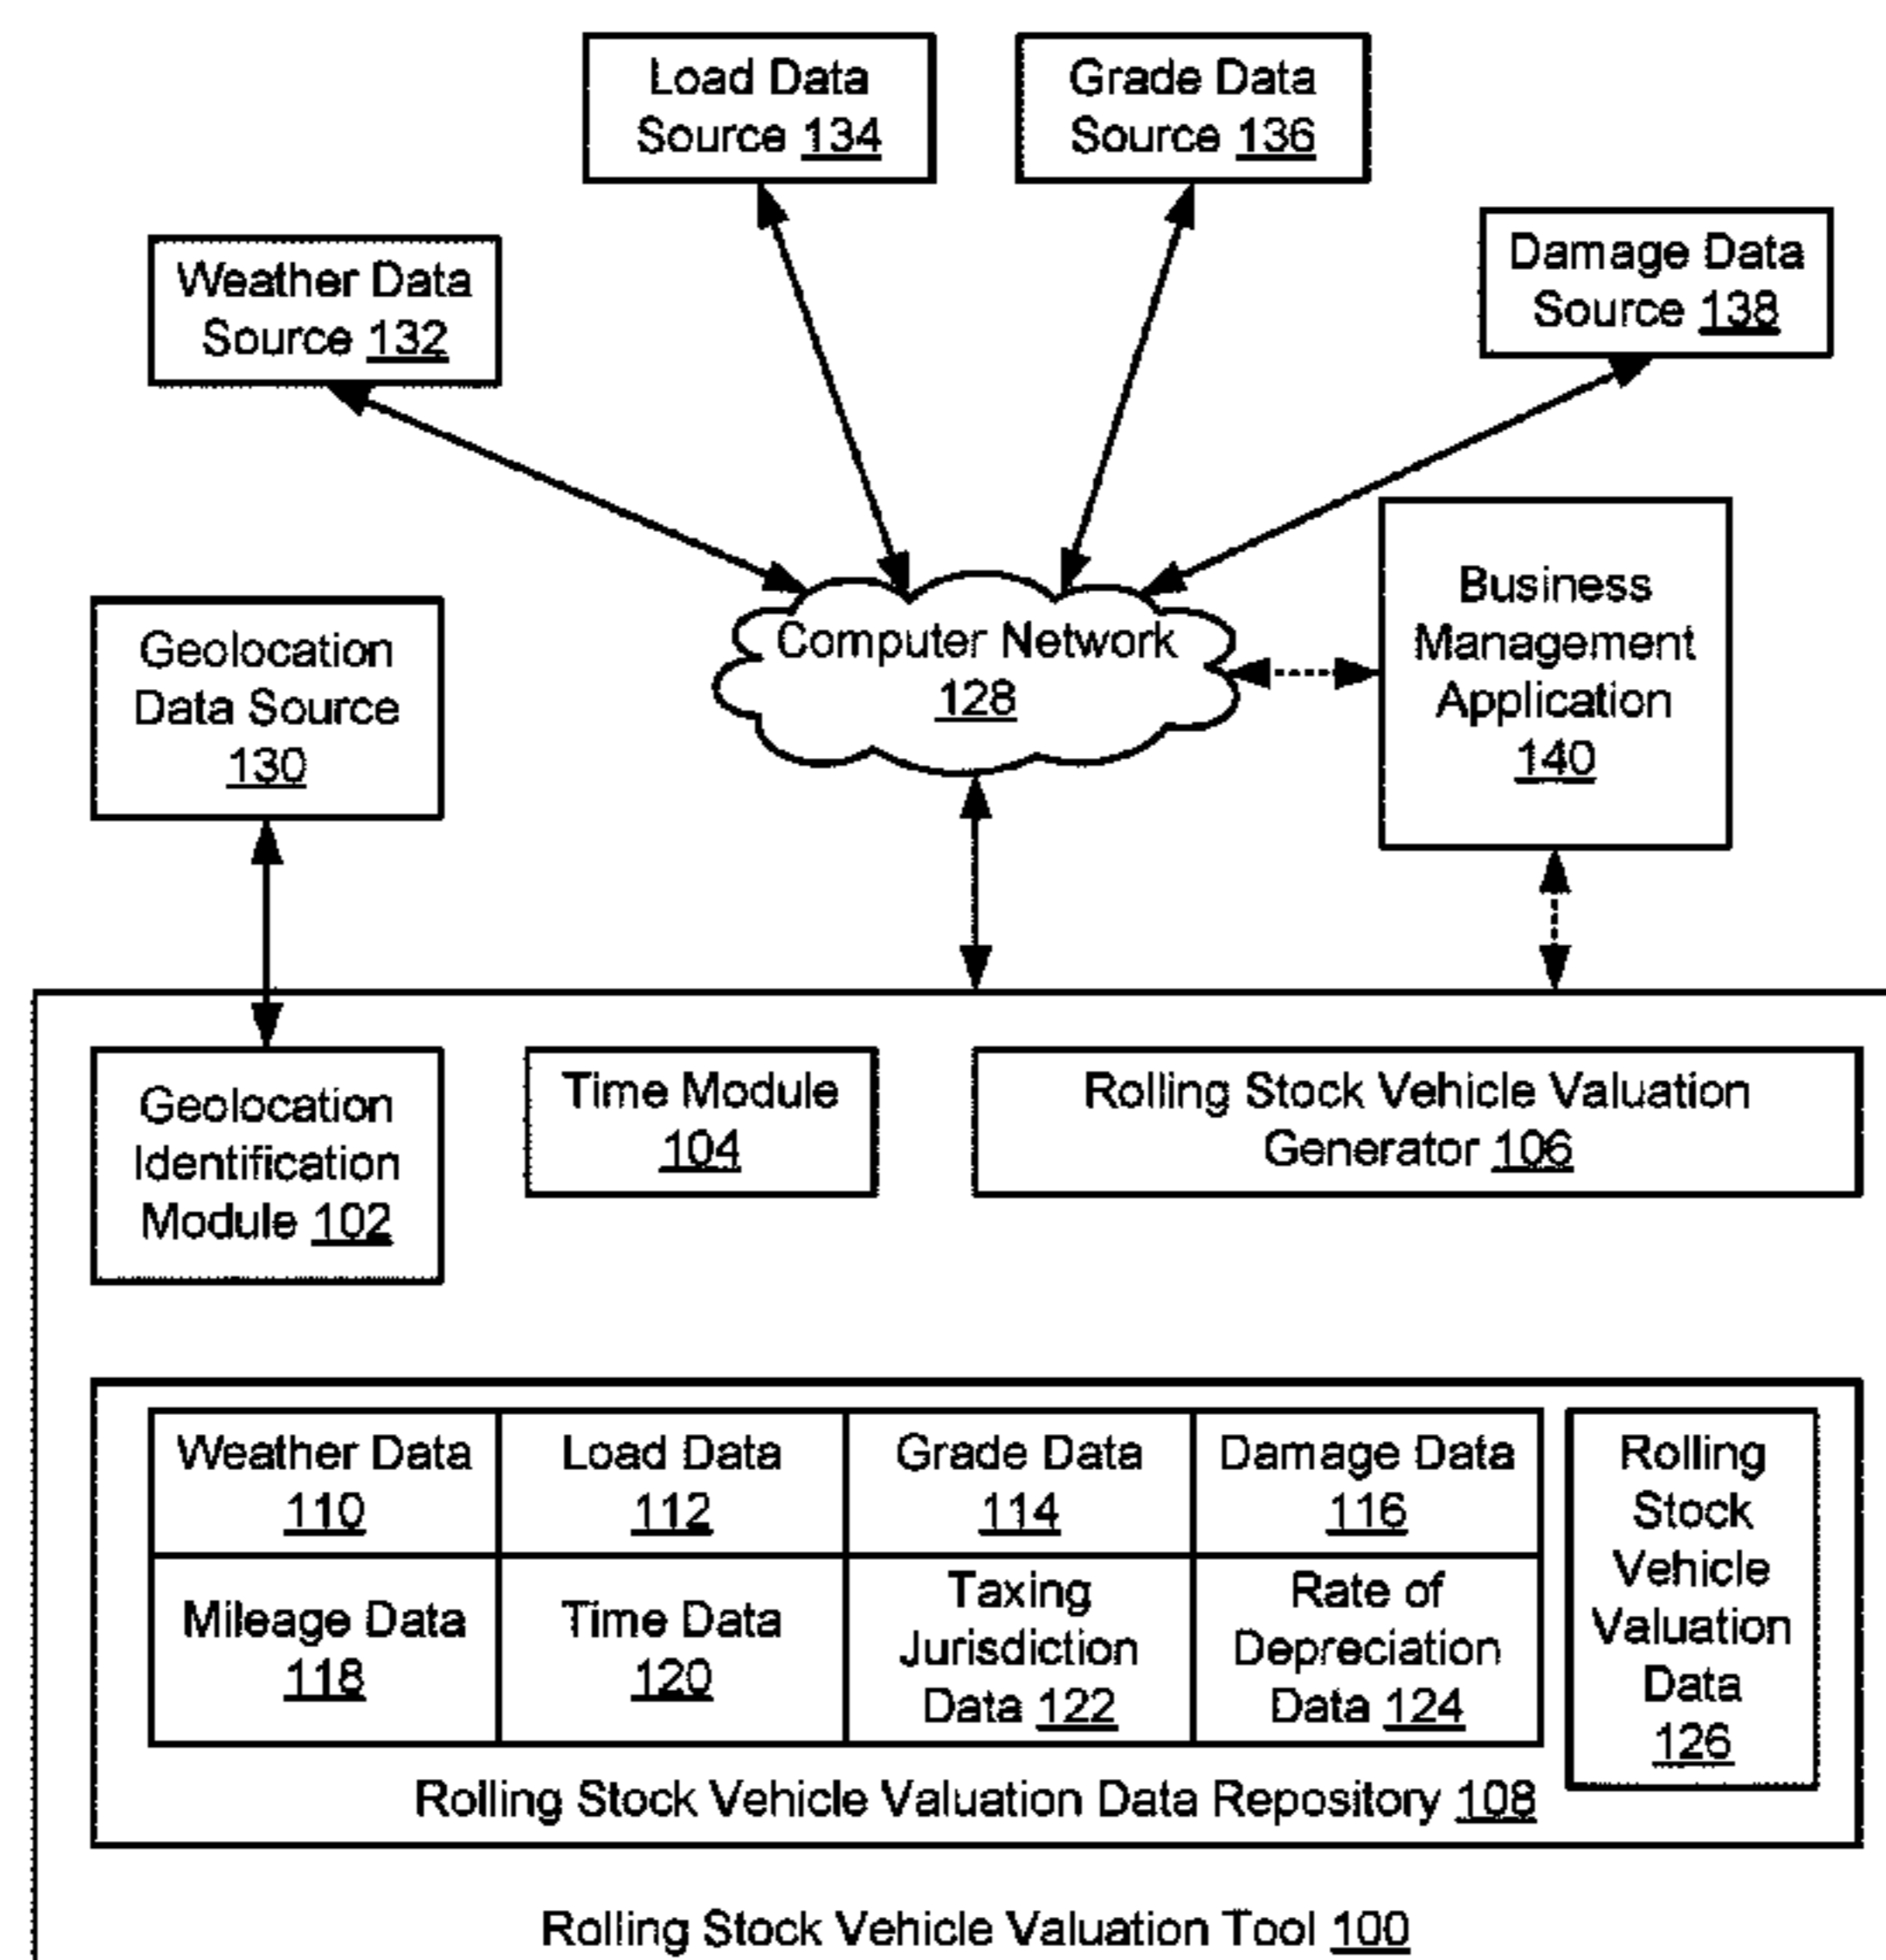 Load Data
Source 134
Grade Data
Source 136
Weather Data
Source 132
Damage Data
Source 138
Geolocation
Data Source
130
Computer Network
128
Business
Management
Application
140
Geolocation
Identification
Module 102
Time Module
104
Rolling Stock Vehicle Valuation
Generator 106
Weather Data
110
Load Data
112
Grade Data
114
Damage Data
116
Mileage Data
118
Time Data
120
Taxing
Jurisdiction
Data 122
Rate of
Depreciation
Data 124
Rolling
Stock
Vehicle
Valuation
Data
126
Rolling Stock Vehicle Valuation Data Repository 108
Rolling Stock Vehicle Valuation Tool 100